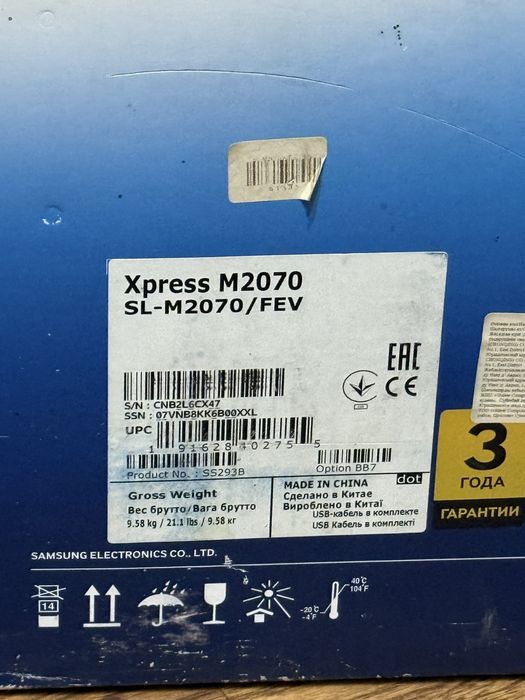 Xpress M2070
SL-M2070/FEV
S/N : CNB2L6CX47
SSN : 07VNB8KK6B00XXL
UPC
1 91628 40275 5
Product No. : SS293B
Option BB7
dot
Gross Weight
Вес брутто/Вага брутто
9.58 kg / 21.1 lbs / 9.58 кг
MADE IN CHINA
Сделано в Китае
Вироблено в Китаї
USB-кабель в комплекте
USB Кабель в комплекті
EAC
CE
3
ГОДА
ГАРАНТИИ
SAMSUNG ELECTRONICS CO., LTD.
14
-20°C
-4°F
40°C
104°F